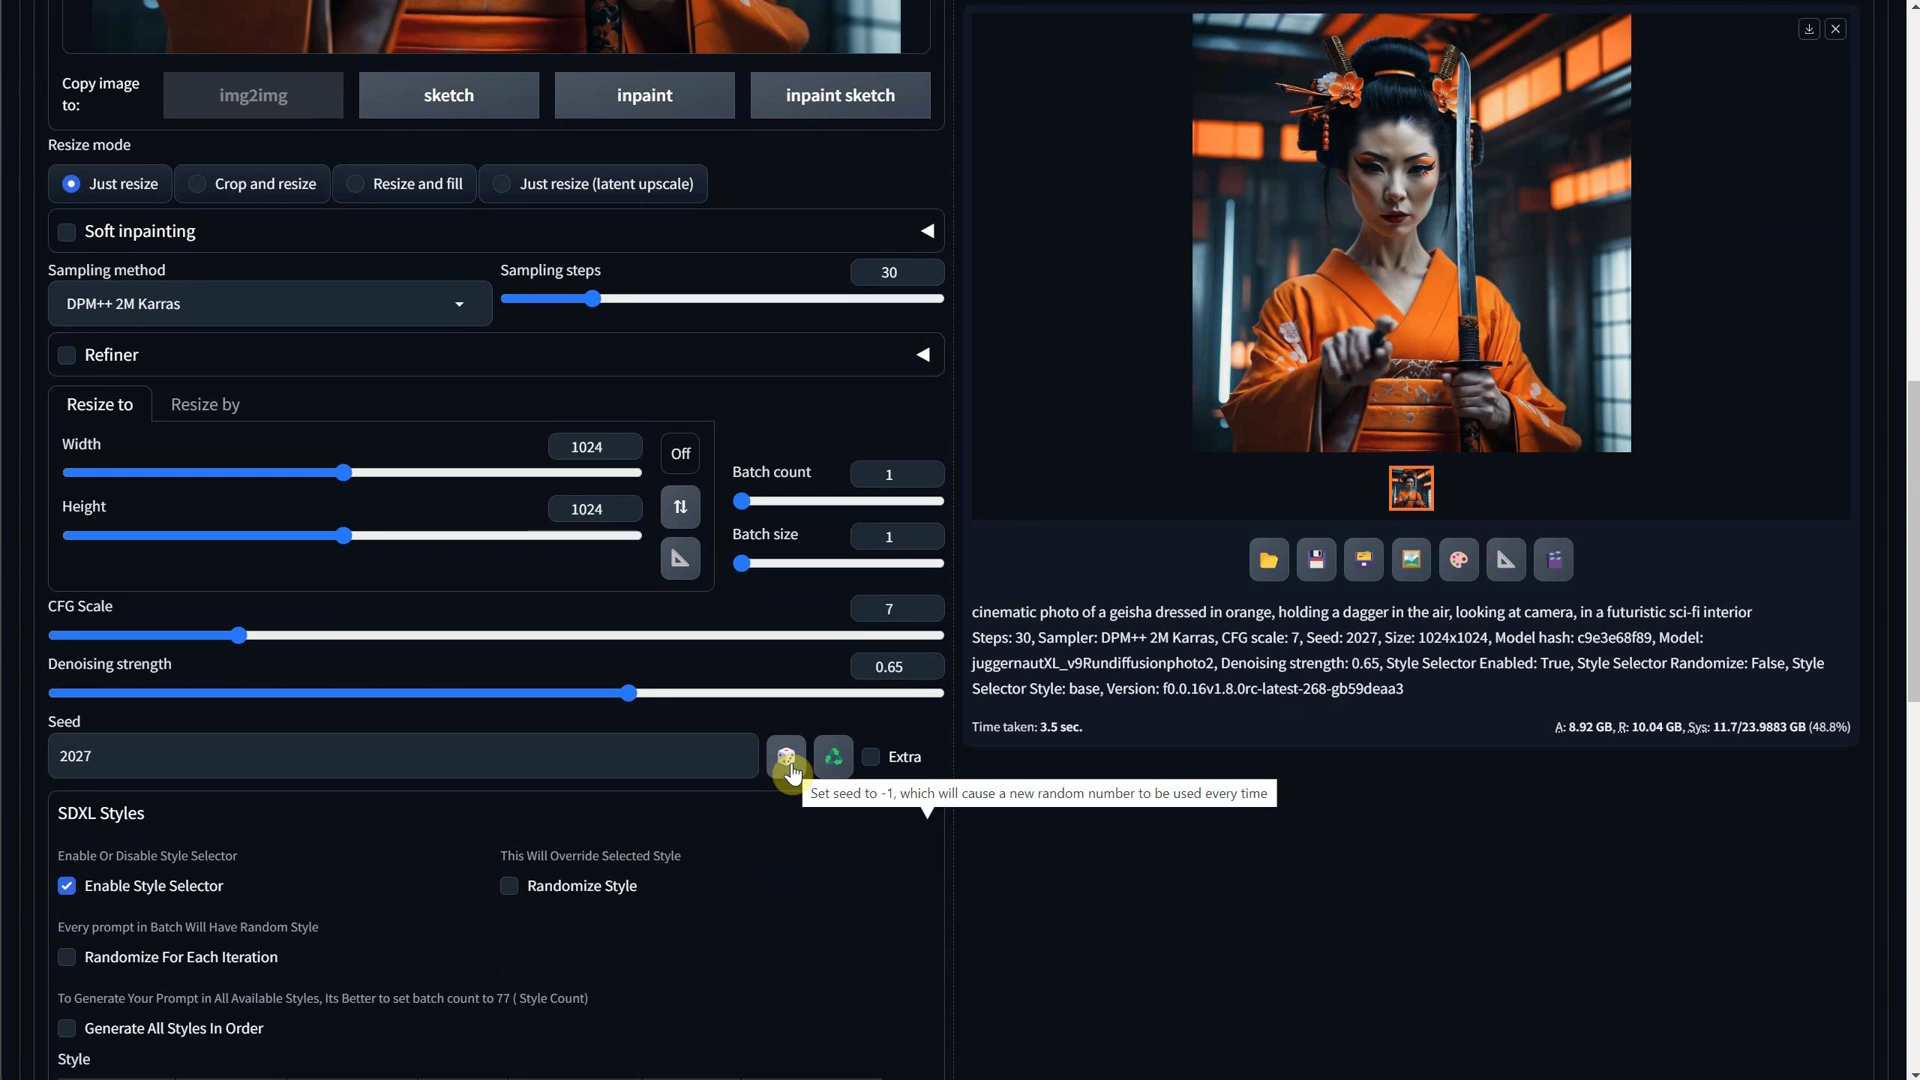 Copy image
to:
img2img
sketch
inpaint
inpaint sketch
Resize mode
Just resize
Crop and resize
Resize and fill
Just resize (latent upscale)
Soft inpainting
Sampling method
Sampling steps
30
DPM++ 2M Karras
Refiner
Resize to
Resize by
Width
1024
Off
Height
1024
Batch count
1
Batch size
1
CFG Scale
7
Denoising strength
0.65
Seed
2027
Extra
Set seed to -1, which will cause a new random number to be used every time
SDXL Styles
Enable Or Disable Style Selector
This Will Override Selected Style
Enable Style Selector
Randomize Style
Every prompt in Batch Will Have Random Style
Randomize For Each Iteration
To Generate Your Prompt in All Available Styles, Its Better to set batch count to 77 ( Style Count)
Generate All Styles In Order
Style
cinematic photo of a geisha dressed in orange, holding a dagger in the air, looking at camera, in a futuristic sci-fi interior
Steps: 30, Sampler: DPM++ 2M Karras, CFG scale: 7, Seed: 2027, Size: 1024x1024, Model hash: c9e3e68f89, Model:
juggernautXL_v9Rundiffusionphoto2, Denoising strength: 0.65, Style Selector Enabled: True, Style Selector Randomize: False, Style
Selector Style: base, Version: f0.0.16v1.8.0rc-latest-268-gb59deaa3
Time taken: 3.5 sec.
A: 8.92 GB, R: 10.04 GB, Sys: 11.7/23.9883 GB (48.8%)